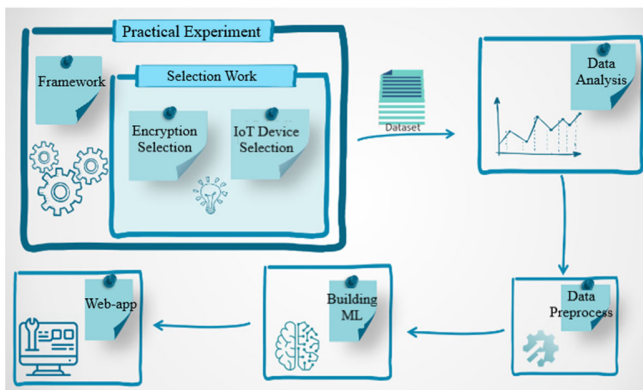 Practical Experiment
Framework
Selection Work
Encryption
Selection
IoT Device
Selection
Dataset
Data
Analysis
Data
Preprocess
Building
ML
Web-app